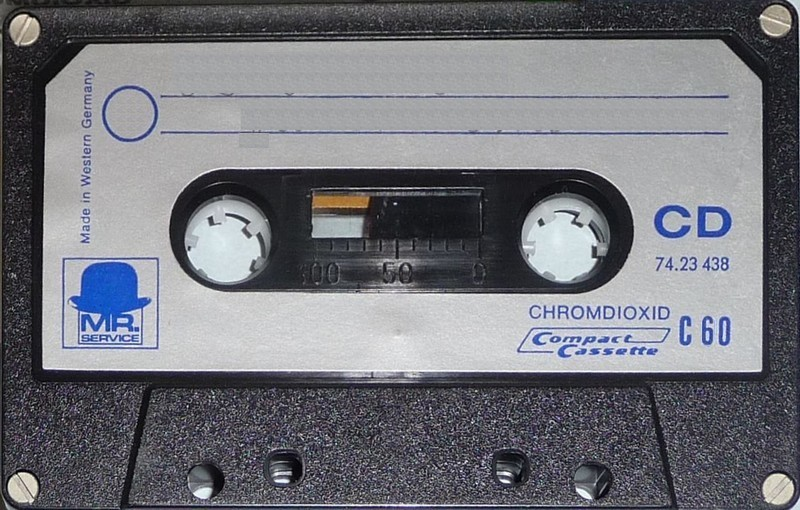 Made in Western Germany
CD
74.23 438
100 50 0
MR.
SERVICE
CHROMDIOXID
Compact
Cassette
C 60